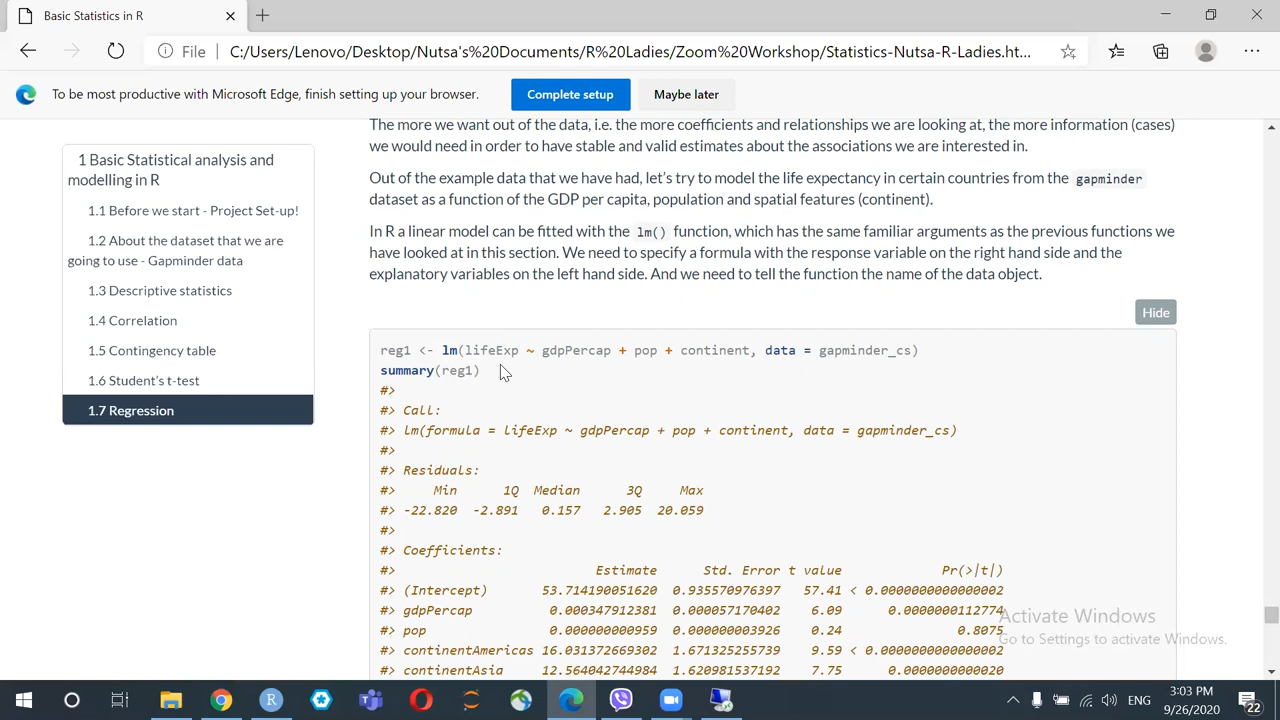 Basic Statistics in R
File C:/Users/Lenovo/Desktop/Nutsa's%20Documents/R%20Ladies/Zoom%20Workshop/Statistics-Nutsa-R-Ladies.ht...
To be most productive with Microsoft Edge, finish setting up your browser. Complete setup Maybe later
1 Basic Statistical analysis and
modelling in R
1.1 Before we start - Project Set-up!
1.2 About the dataset that we are
going to use - Gapminder data
1.3 Descriptive statistics
1.4 Correlation
1.5 Contingency table
1.6 Student's t-test
1.7 Regression
The more we want out of the data, i.e. the more coefficients and relationships we are looking at, the more information (cases)
we would need in order to have stable and valid estimates about the associations we are interested in.
Out of the example data that we have had, let's try to model the life expectancy in certain countries from the gapminder
dataset as a function of the GDP per capita, population and spatial features (continent).
In R a linear model can be fitted with the lm() function, which has the same familiar arguments as the previous functions we
have looked at in this section. We need to specify a formula with the response variable on the right hand side and the
explanatory variables on the left hand side. And we need to tell the function the name of the data object.
Hide
reg1 <- lm(lifeExp ~ gdpPercap + pop + continent, data = gapminder_cs)
summary(reg1)
#>
#> Call:
#> lm(formula = lifeExp ~ gdpPercap + pop + continent, data = gapminder_cs)
#>
#> Residuals:
#> Min 1Q Median 3Q Max
#> -22.820 -2.891 0.157 2.905 20.059
#>
#> Coefficients:
#> Estimate Std. Error t value Pr(>|t|)
#> (Intercept) 53.714190051620 0.935570976397 57.41 < 0.0000000000000002
#> gdpPercap 0.000347912381 0.000057170402 6.09 0.0000000112774
#> pop 0.000000000959 0.000000003926 0.24 0.8075
#> continentAmericas 16.031372669302 1.671325255739 9.59 < 0.0000000000000002
#> continentAsia 12.564042744984 1.620981537192 7.75 0.0000000000020
Activate Windows
Go to Settings to activate Windows.
ENG
3:03 PM
9/26/2020
22